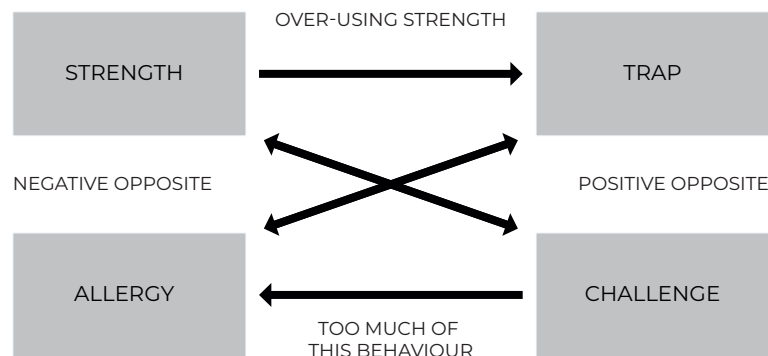 OVER-USING STRENGTH
STRENGTH
TRAP
NEGATIVE OPPOSITE
POSITIVE OPPOSITE
ALLERGY
CHALLENGE
TOO MUCH OF
THIS BEHAVIOUR